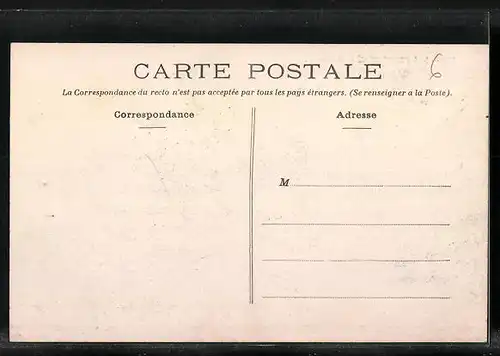 CARTE POSTALE
6
La Correspondance du recto n'est pas acceptée par tous les pays étrangers. (Se renseigner a la Poste).
Correspondance
Adresse
M